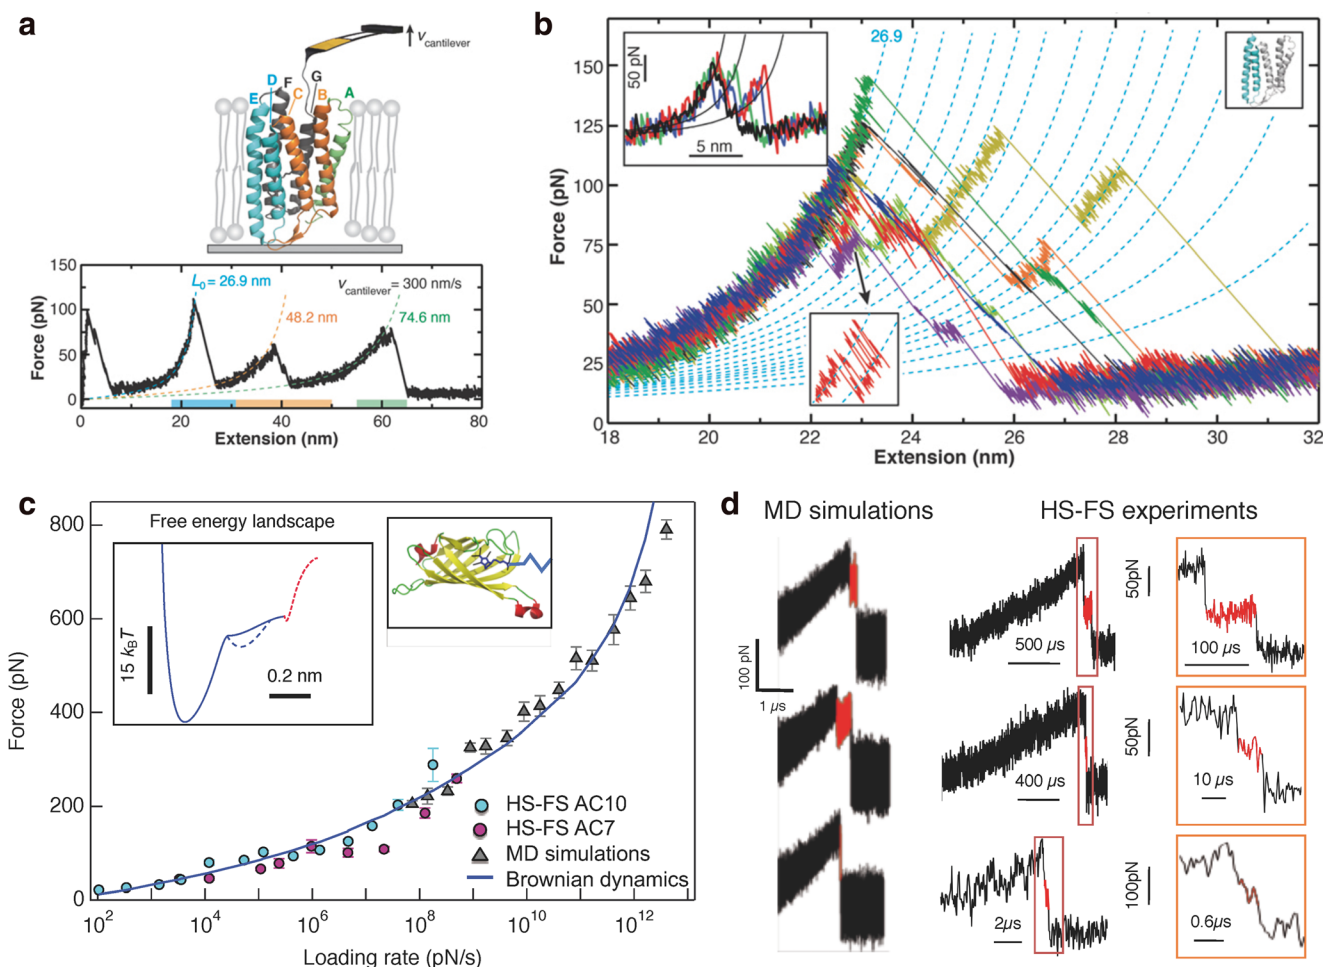 a
v cantilever
D
F
G
E
C
B
A
150
100
50
0
Force (pN)
L₀ = 26.9 nm
v cantilever = 300 nm/s
48.2 nm
74.6 nm
0
20
40
60
80
Extension (nm)
b
26.9
50 pN
5 nm
150
125
100
75
50
25
0
Force (pN)
18
20
22
24
26
28
30
32
Extension (nm)
c
Free energy landscape
15 kBT
0.2 nm
800
600
400
200
0
Force (pN)
HS-FS AC10
HS-FS AC7
MD simulations
Brownian dynamics
10²
10⁴
10⁶
10⁸
10¹⁰
10¹²
Loading rate (pN/s)
d
MD simulations
HS-FS experiments
100 pN
1 µs
500 µs
50pN
100 µs
400 µs
50pN
10 µs
2µs
100pN
0.6µs